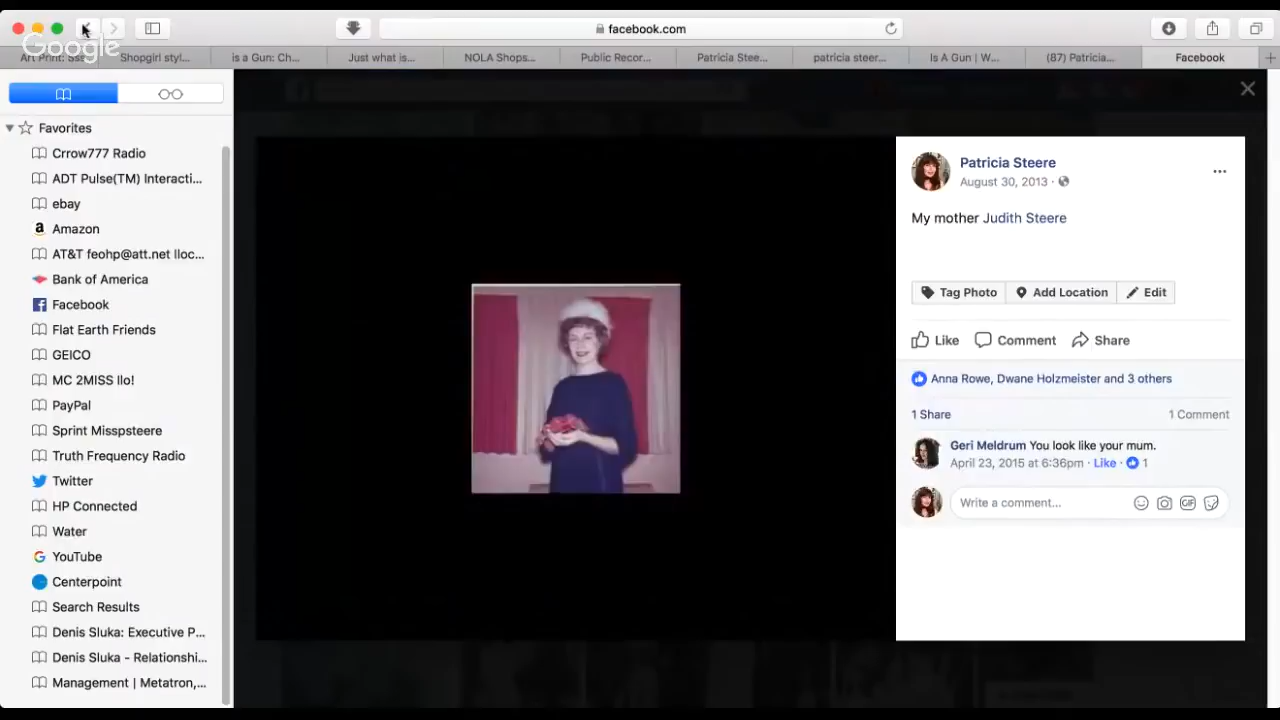 facebook.com
Google
Art Print: Sss
Shopgirl styl...
is a Gun: Ch...
Just what is...
NOLA Shops...
Public Recor...
Patricia Stee...
patricia steer...
Is A Gun | W...
(87) Patricia...
Facebook
Favorites
Crrow777 Radio
ADT Pulse(TM) Interacti...
ebay
Amazon
AT&T feohp@att.net lloc...
Bank of America
Facebook
Flat Earth Friends
GEICO
MC 2MISS llo!
PayPal
Sprint Misspsteere
Truth Frequency Radio
Twitter
HP Connected
Water
YouTube
Centerpoint
Search Results
Denis Sluka: Executive P...
Denis Sluka - Relationshi...
Management | Metatron,...
Patricia Steere
August 30, 2013
My mother Judith Steere
Tag Photo
Add Location
Edit
Like
Comment
Share
Anna Rowe, Dwane Holzmeister and 3 others
1 Share
1 Comment
Geri Meldrum You look like your mum.
April 23, 2015 at 6:36pm · Like · 1
Write a comment...
GIF